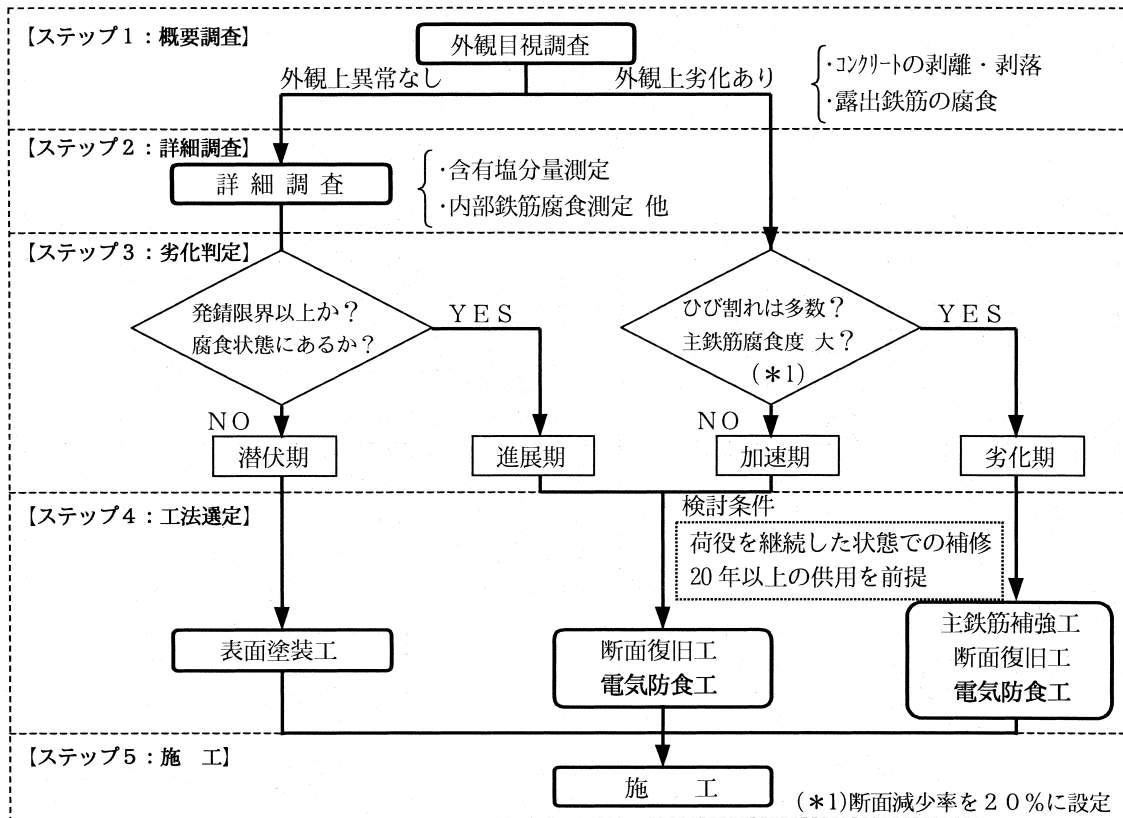 【ステップ１：概要調査】
外観目視調査
外観上異常なし
外観上劣化あり
・コンクリートの剥離・剥落
・露出鉄筋の腐食
【ステップ２：詳細調査】
詳 細 調 査
・含有塩分量測定
・内部鉄筋腐食測定 他
【ステップ３：劣化判定】
発錆限界以上か？
腐食状態にあるか？
ＹＥＳ
ひび割れは多数？
主鉄筋腐食度 大？
(＊1)
ＹＥＳ
ＮＯ
ＮＯ
潜伏期
進展期
加速期
劣化期
【ステップ４：工法選定】
検討条件
荷役を継続した状態での補修
20 年以上の供用を前提
表面塗装工
断面復旧工
電気防食工
主鉄筋補強工
断面復旧工
電気防食工
【ステップ５：施　工】
施　　工
(＊1)断面減少率を２０％に設定